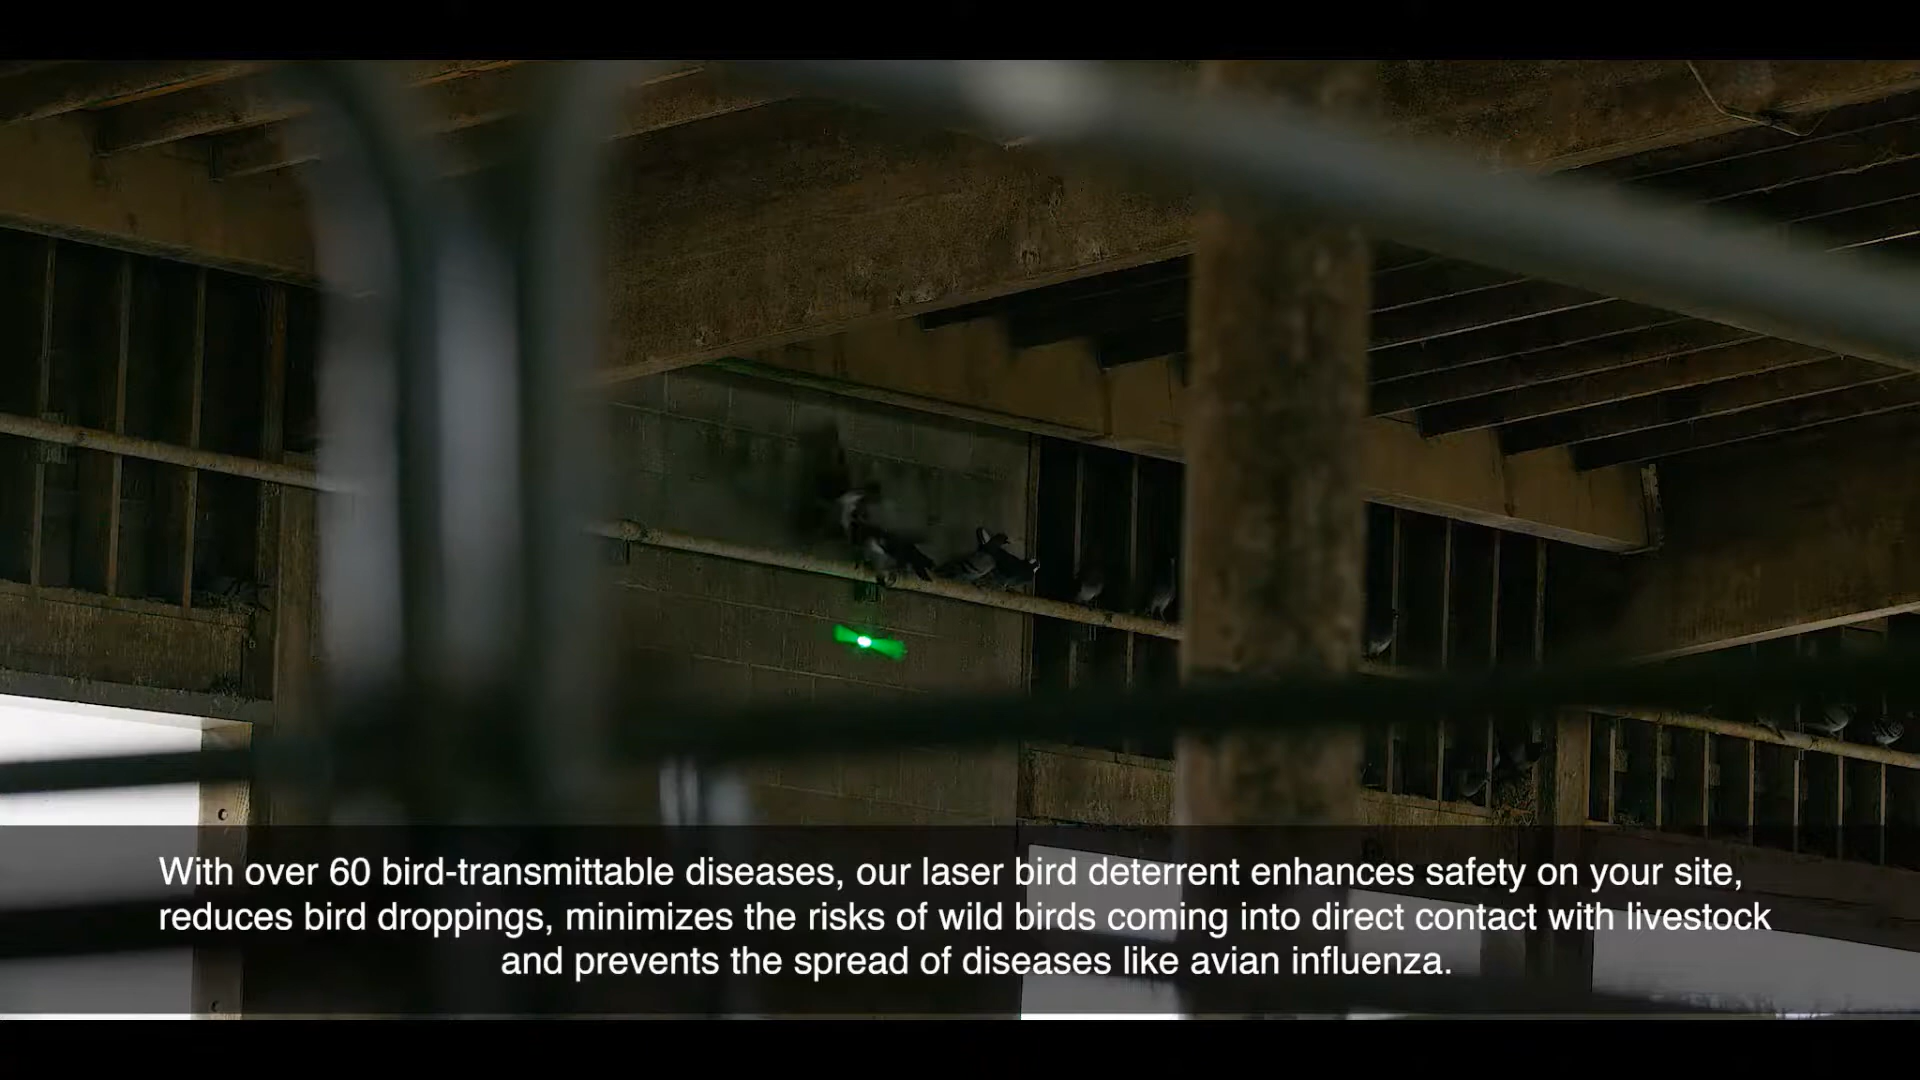 With over 60 bird-transmittable diseases, our laser bird deterrent enhances safety on your site,
reduces bird droppings, minimizes the risks of wild birds coming into direct contact with livestock
and prevents the spread of diseases like avian influenza.